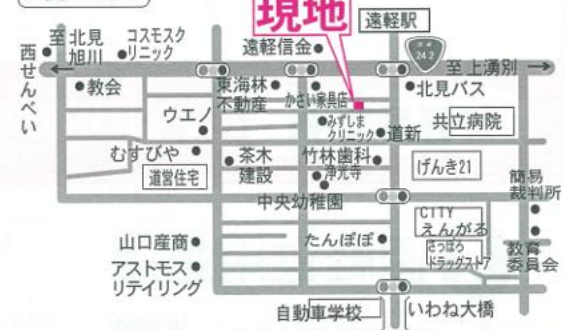 現地
遠軽駅
至 北見
旭川
コスモスク
リニック
遠軽信金
242
至 上湧別
西せんべい
教会
東海林
不動産
かさい家具店
北見バス
ウエノ
みずしま
クリニック
道新
共立病院
むすびや
茶木
建設
竹林歯科
浄光寺
げんき21
道営住宅
簡易
裁判所
中央幼稚園
CITY
えんがる
山口産商
たんぽぽ
さっぽろ
ドラッグストア
教育
委員会
アストモス
リテイリング
自動車学校
いわね大橋